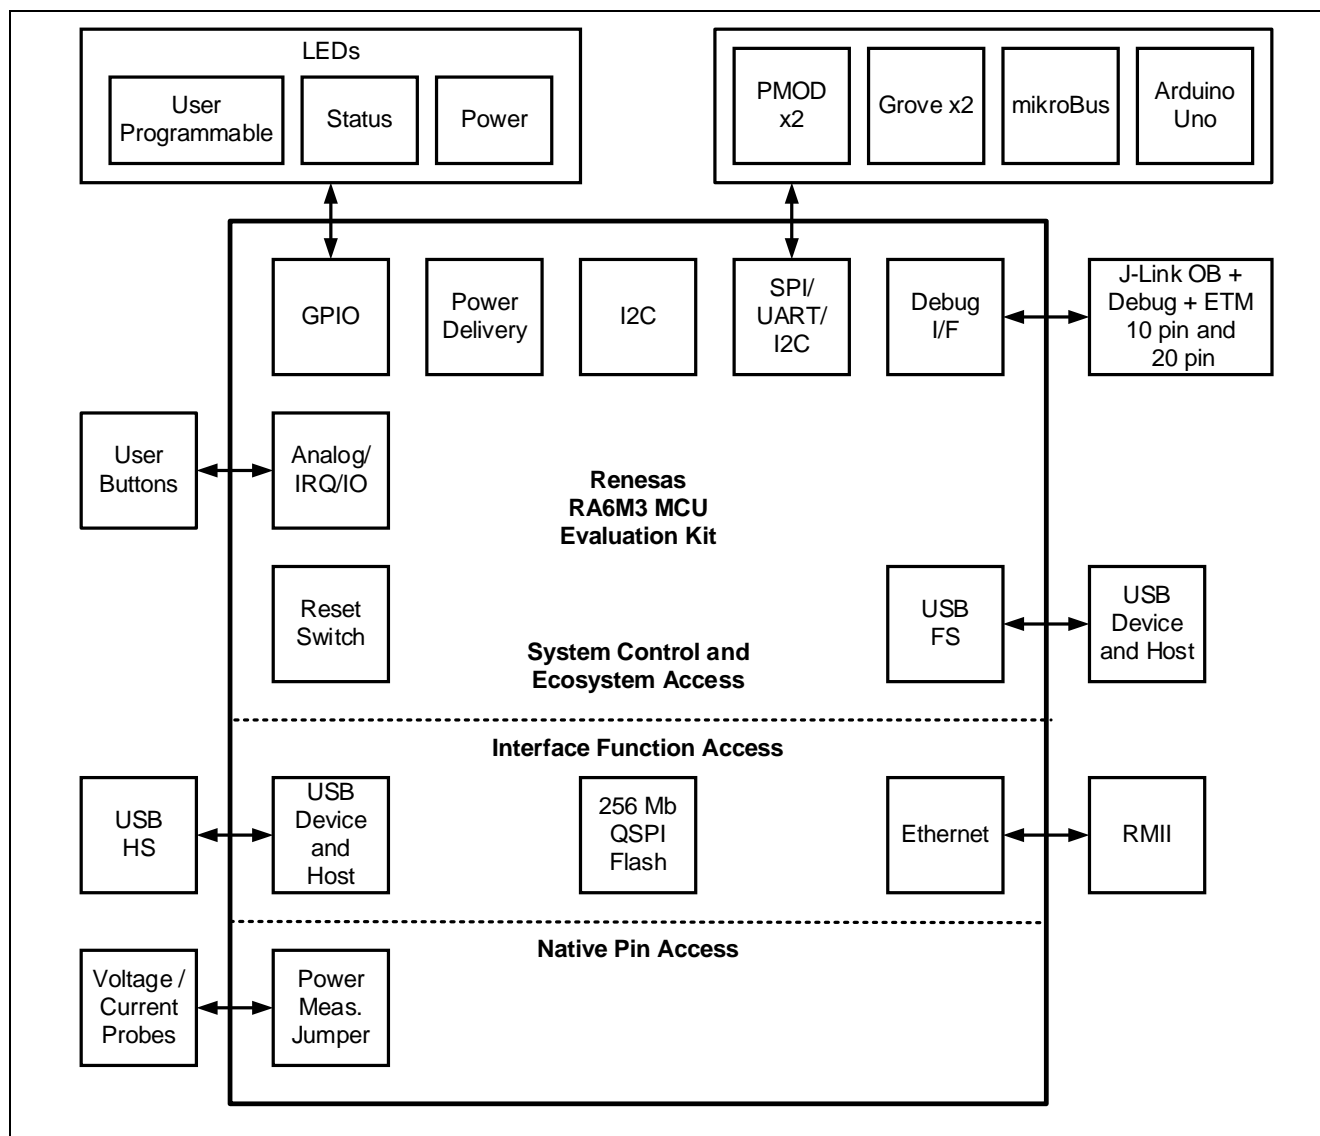 LEDs
User
Programmable
Status
Power
PMOD
x2
Grove x2
mikroBus
Arduino
Uno
GPIO
Power
Delivery
I2C
SPI/
UART/
I2C
Debug
I/F
J-Link OB +
Debug + ETM
10 pin and
20 pin
User
Buttons
Analog/
IRQ/IO
Renesas
RA6M3 MCU
Evaluation Kit
Reset
Switch
System Control and
Ecosystem Access
USB
FS
USB
Device
and Host
Interface Function Access
USB
HS
USB
Device
and
Host
256 Mb
QSPI
Flash
Ethernet
RMII
Native Pin Access
Voltage /
Current
Probes
Power
Meas.
Jumper